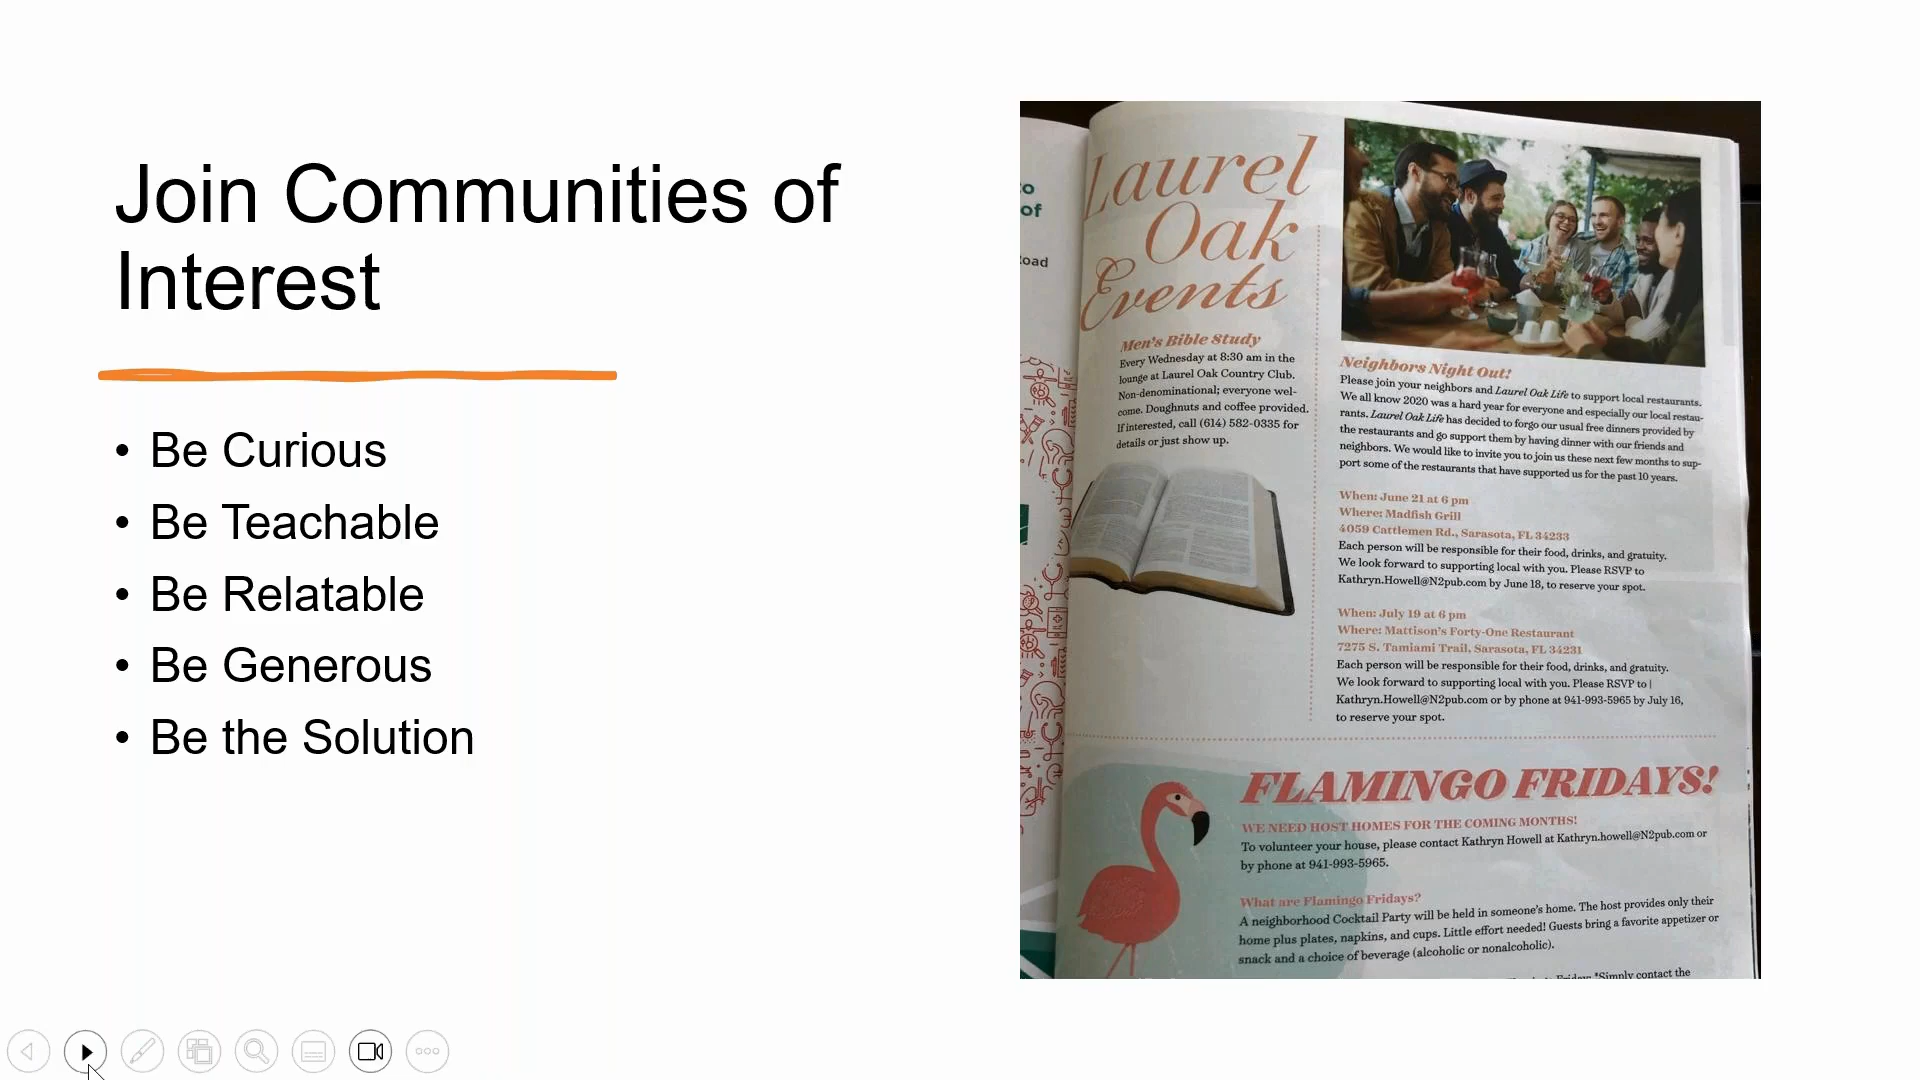 Join Communities of
Interest
• Be Curious
• Be Teachable
• Be Relatable
• Be Generous
• Be the Solution
to
of
Road
Laurel
Oak
Events
Men's Bible Study
Every Wednesday at 8:30 am in the
lounge at Laurel Oak Country Club.
Non-denominational; everyone wel-
come. Doughnuts and coffee provided.
If interested, call (614) 582-0335 for
details or just show up.
Neighbors Night Out!
Please join your neighbors and Laurel Oak Life to support local restaurants.
We all know 2020 was a hard year for everyone and especially our local restau-
rants. Laurel Oak Life has decided to forgo our usual free dinners provided by
the restaurants and go support them by having dinner with our friends and
neighbors. We would like to invite you to join us these next few months to sup-
port some of the restaurants that have supported us for the past 10 years.
When: June 21 at 6 pm
Where: Madfish Grill
4059 Cattlemen Rd., Sarasota, FL 34233
Each person will be responsible for their food, drinks, and gratuity.
We look forward to supporting local with you. Please RSVP to
Kathryn.Howell@N2pub.com by June 18, to reserve your spot.
When: July 19 at 6 pm
Where: Mattison's Forty-One Restaurant
7275 S. Tamiami Trail, Sarasota, FL 34231
Each person will be responsible for their food, drinks, and gratuity.
We look forward to supporting local with you. Please RSVP to |
Kathryn.Howell@N2pub.com or by phone at 941-993-5965 by July 16,
to reserve your spot.
FLAMINGO FRIDAYS!
WE NEED HOST HOMES FOR THE COMING MONTHS!
To volunteer your house, please contact Kathryn Howell at Kathryn.howell@N2pub.com or
by phone at 941-993-5965.
What are Flamingo Fridays?
A neighborhood Cocktail Party will be held in someone's home. The host provides only their
home plus plates, napkins, and cups. Little effort needed! Guests bring a favorite appetizer or
snack and a choice of beverage (alcoholic or nonalcoholic).
*Simply contact the